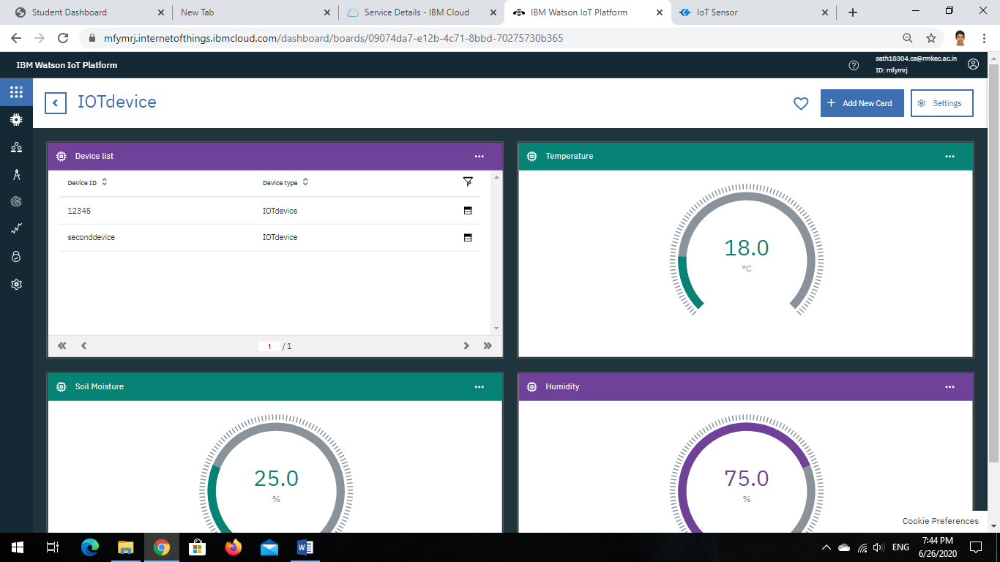 Student Dashboard
New Tab
Service Details - IBM Cloud
IBM Watson IoT Platform
IoT Sensor
mfymrj.internetofthings.ibmcloud.com/dashboard/boards/09074da7-e12b-4c71-8bbd-70275730b365
IBM Watson IoT Platform
sath18304.cs@rmkec.ac.in
ID: mfymrj
IOTdevice
Add New Card
Settings
Device list
Device ID Device type
12345 IOTdevice
seconddevice IOTdevice
1 / 1
Temperature
18.0
°C
Soil Moisture
25.0
%
Humidity
75.0
%
Cookie Preferences
ENG
7:44 PM
6/26/2020